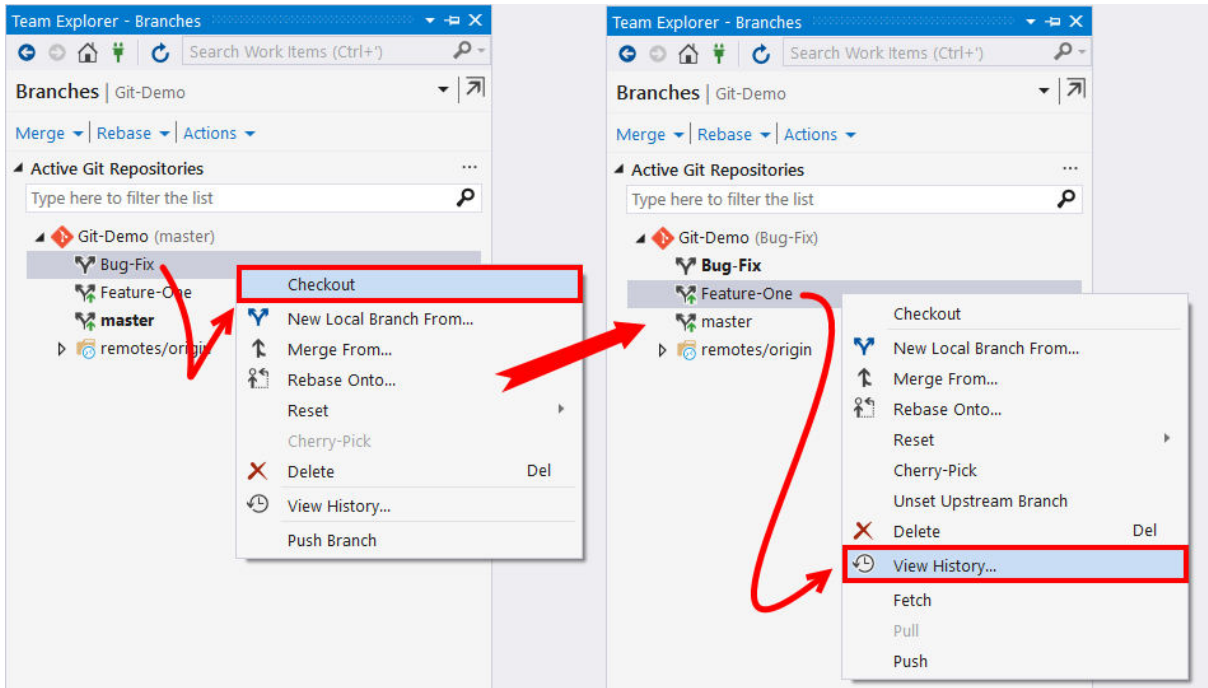 Team Explorer - Branches
Search Work Items (Ctrl+')
Branches | Git-Demo
Merge | Rebase | Actions
Active Git Repositories
Type here to filter the list
Git-Demo (master)
Bug-Fix
Feature-One
master
remotes/origin
Checkout
New Local Branch From...
Merge From...
Rebase Onto...
Reset
Cherry-Pick
Delete Del
View History...
Push Branch
Team Explorer - Branches
Search Work Items (Ctrl+')
Branches | Git-Demo
Merge | Rebase | Actions
Active Git Repositories
Type here to filter the list
Git-Demo (Bug-Fix)
Bug-Fix
Feature-One
master
remotes/origin
Checkout
New Local Branch From...
Merge From...
Rebase Onto...
Reset
Cherry-Pick
Unset Upstream Branch
Delete Del
View History...
Fetch
Pull
Push